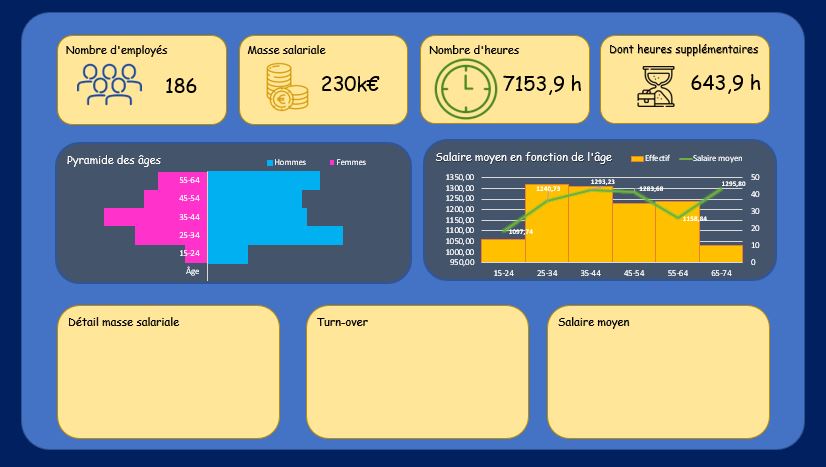 Nombre d'employés
186
Masse salariale
230k€
Nombre d'heures
7153,9 h
Dont heures supplémentaires
643,9 h
Pyramide des âges
Hommes
Femmes
55-64
45-54
35-44
25-34
15-24
Âge
Salaire moyen en fonction de l'âge
Effectif
Salaire moyen
1350,00
1300,00
1250,00
1200,00
1150,00
1100,00
1050,00
1000,00
950,00
1097,74
1240,73
1293,23
1283,68
1158,84
1295,80
50
40
30
20
10
0
15-24
25-34
35-44
45-54
55-64
65-74
Détail masse salariale
Turn-over
Salaire moyen